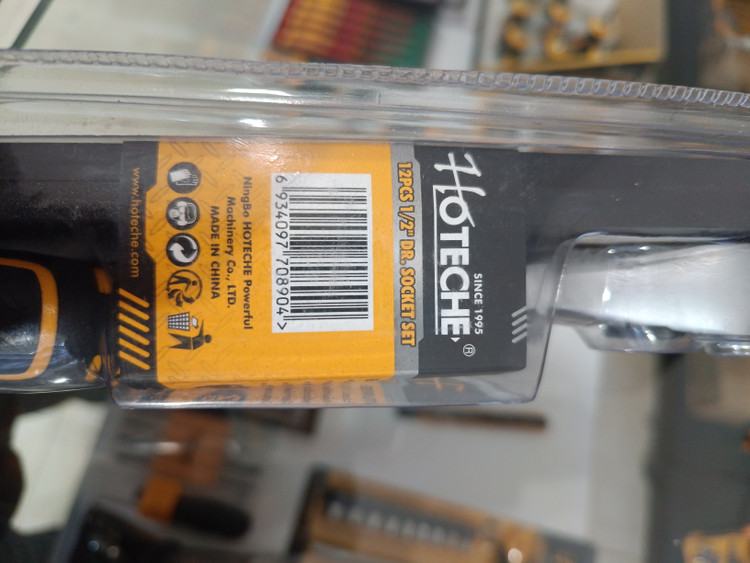 HOTECHE®
SINCE 1995
12PCS 1/2" DR. SOCKET SET
6 934097 708904 >
NingBo HOTECHE Powerful
Machinery Co., LTD.
MADE IN CHINA
www.hoteche.com